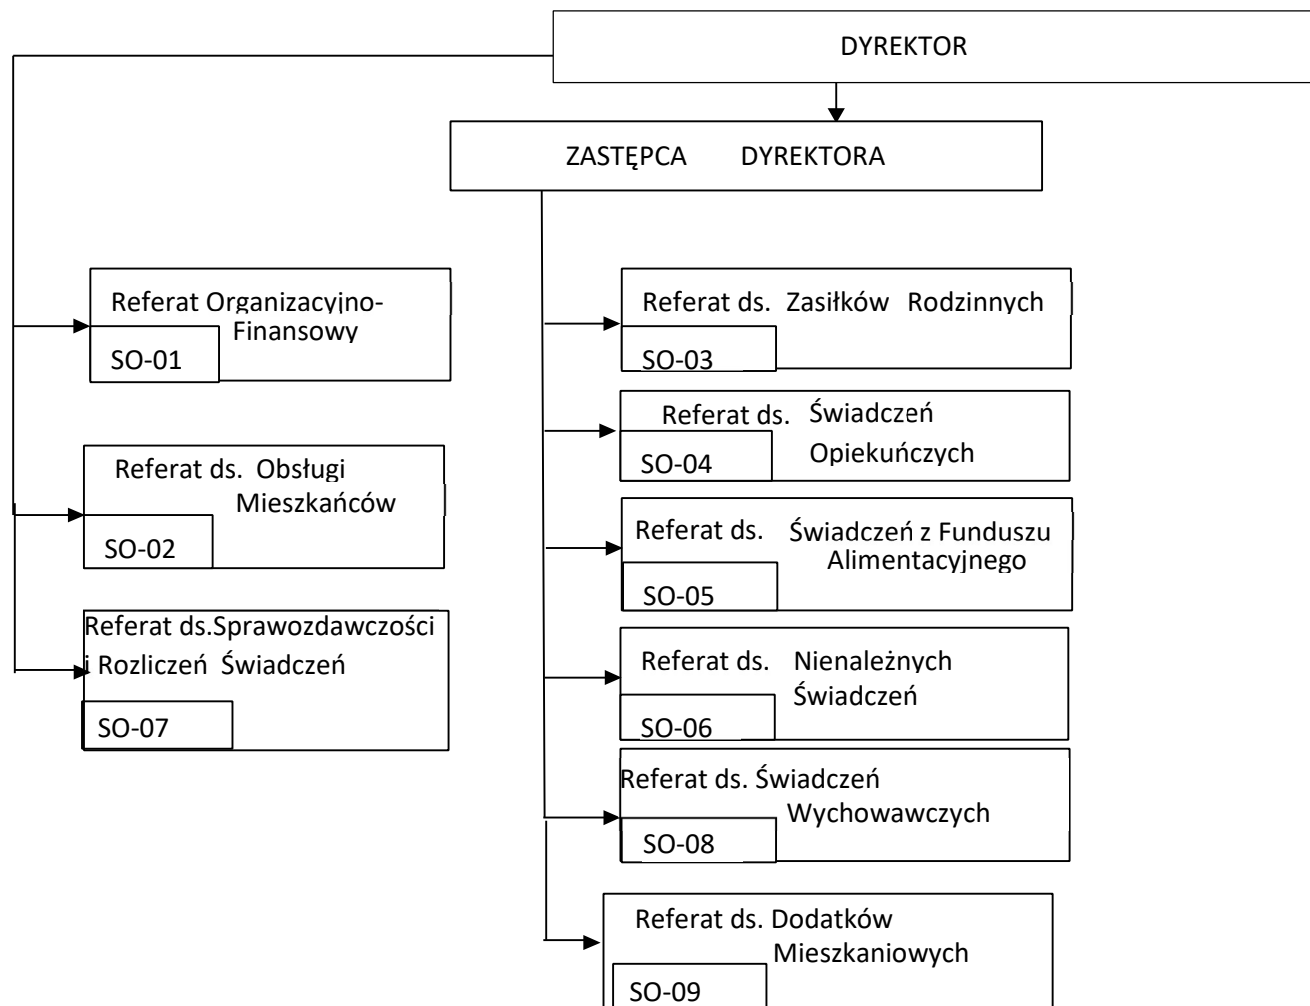 DYREKTOR
ZASTĘPCA DYREKTORA
Referat Organizacyjno-
Finansowy
SO-01
Referat ds. Obsługi
Mieszkańców
SO-02
Referat ds.Sprawozdawczości
i Rozliczeń Świadczeń
SO-07
Referat ds. Zasiłków Rodzinnych
SO-03
Referat ds. Świadczeń
Opiekuńczych
SO-04
Referat ds. Świadczeń z Funduszu
Alimentacyjnego
SO-05
Referat ds. Nienależnych
Świadczeń
SO-06
Referat ds. Świadczeń
Wychowawczych
SO-08
Referat ds. Dodatków
Mieszkaniowych
SO-09